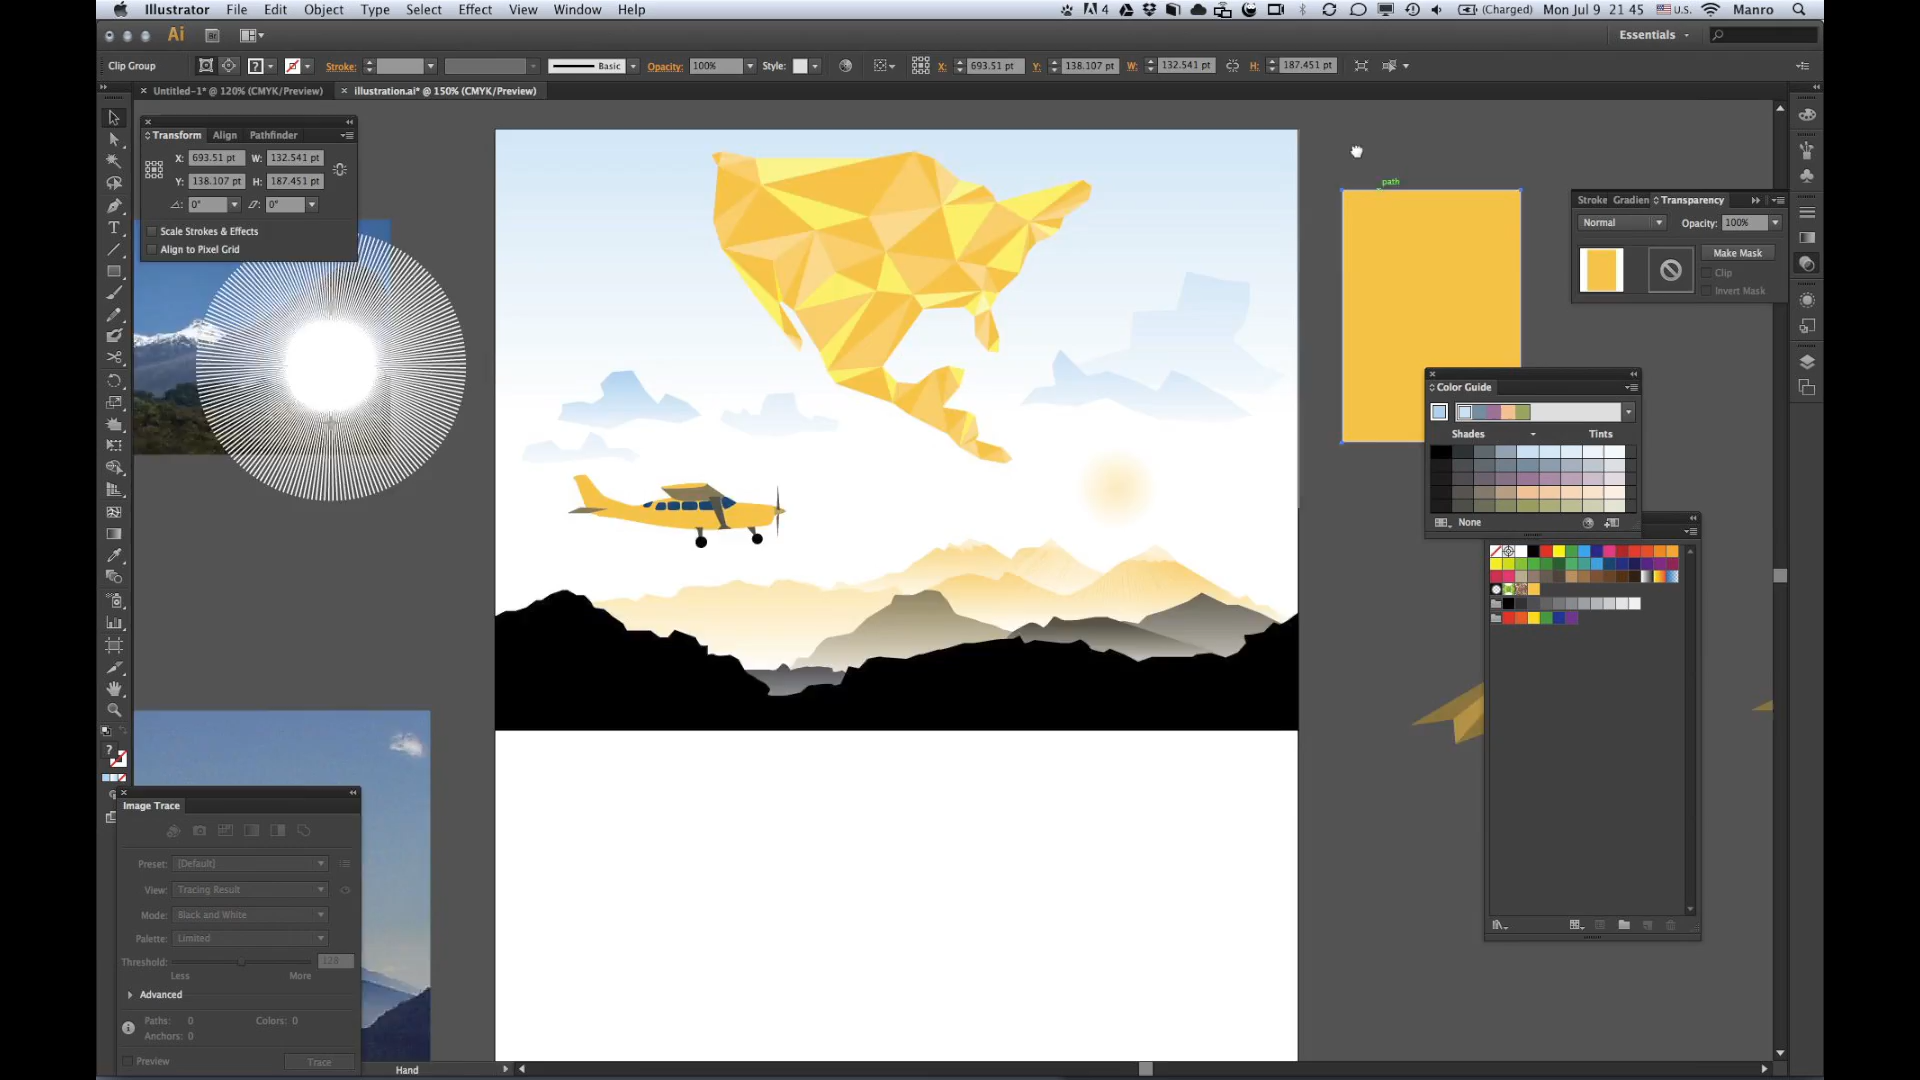 Illustrator File Edit Object Type Select Effect View Window Help
4 (Charged) Mon Jul 9 21 45 U.S. Manro
Ai Br Essentials
Clip Group ? Stroke: Basic Opacity: 100% Style: X: 693.51 pt Y: 138.107 pt W: 132.541 pt H: 187.451 pt
Untitled-1* @ 120% (CMYK/Preview) illustration.ai* @ 150% (CMYK/Preview)
Transform Align Pathfinder
X: 693.51 pt W: 132.541 pt
Y: 138.107 pt H: 187.451 pt
0° 0°
Scale Strokes & Effects
Align to Pixel Grid
path
Stroke Gradien Transparency
Normal Opacity: 100%
Make Mask
Clip
Invert Mask
Color Guide
Shades Tints
None
Image Trace
Preset: [Default]
View: Tracing Result
Mode: Black and White
Palette: Limited
Threshold: 128
Less More
Advanced
Paths: 0 Colors: 0
Anchors: 0
Preview Trace
Hand